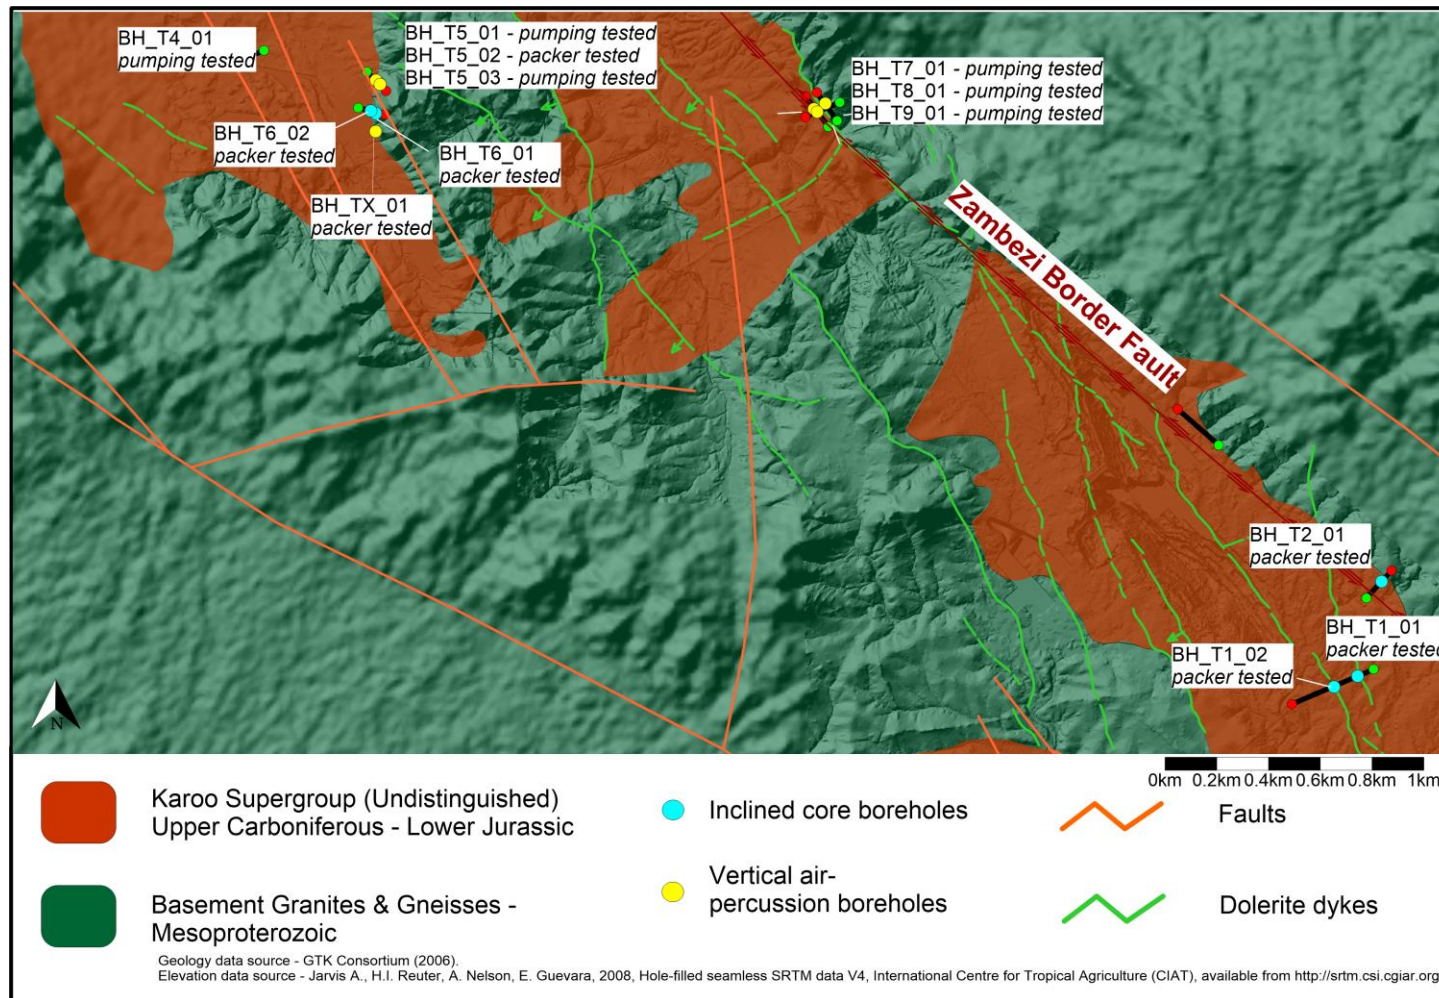 BH_T4_01
pumping tested
BH_T5_01 - pumping tested
BH_T5_02 - packer tested
BH_T5_03 - pumping tested
BH_T7_01 - pumping tested
BH_T8_01 - pumping tested
BH_T9_01 - pumping tested
BH_T6_02
packer tested
BH_T6_01
packer tested
BH_TX_01
packer tested
Zambezi Border Fault
BH_T2_01
packer tested
BH_T1_01
packer tested
BH_T1_02
packer tested
N
0km 0.2km 0.4km 0.6km 0.8km 1km
Karoo Supergroup (Undistinguished)
Upper Carboniferous - Lower Jurassic
Inclined core boreholes
Faults
Basement Granites & Gneisses -
Mesoproterozoic
Vertical air-
percussion boreholes
Dolerite dykes
Geology data source - GTK Consortium (2006).
Elevation data source - Jarvis A., H.I. Reuter, A. Nelson, E. Guevara, 2008, Hole-filled seamless SRTM data V4, International Centre for Tropical Agriculture (CIAT), available from http://srtm.csi.cgiar.org